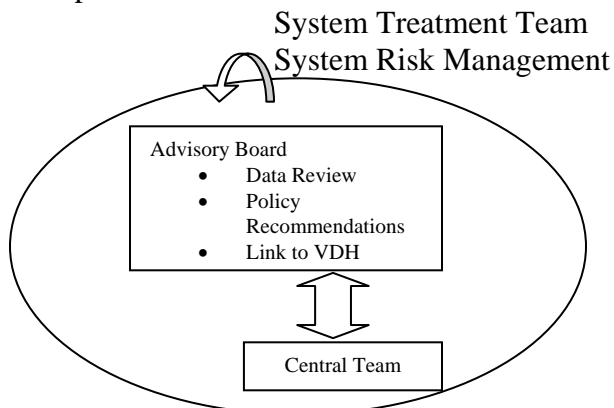 System Treatment Team
System Risk Management
Advisory Board
• Data Review
• Policy
Recommendations
• Link to VDH
Central Team